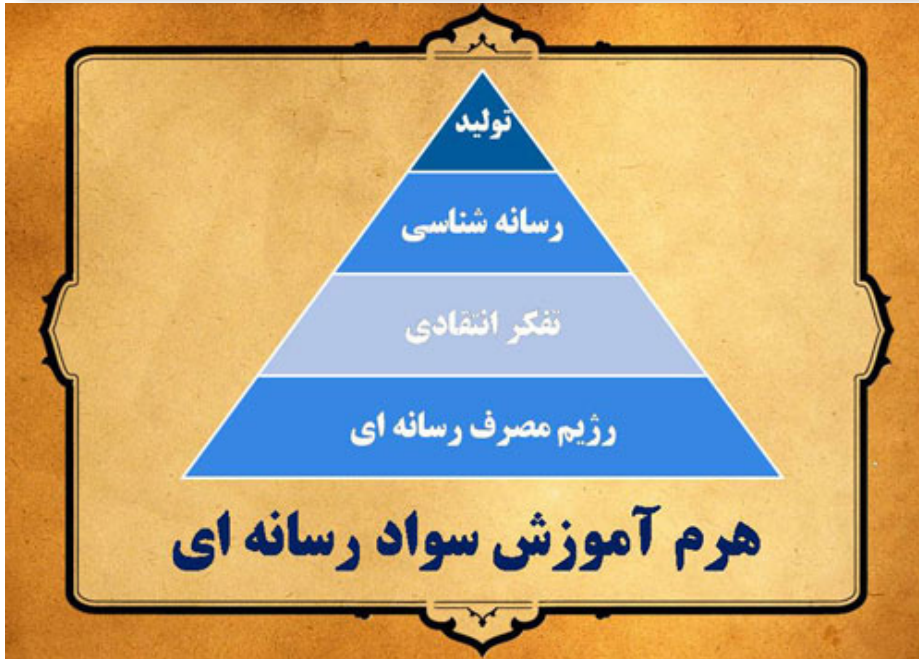 تولید
رسانه شناسی
تفکر انتقادی
رژیم مصرف رسانه ای
هرم آموزش سواد رسانه ای